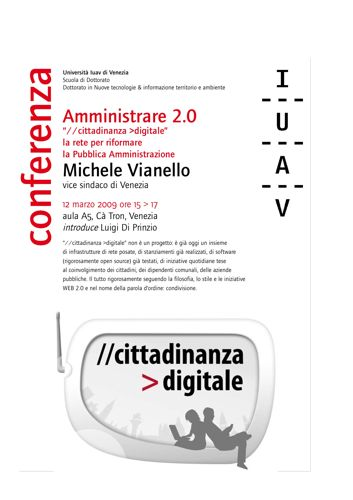 conferenza
Università Iuav di Venezia
Scuola di Dottorato
Dottorato in Nuove tecnologie & informazione territorio e ambiente
Amministrare 2.0
"//cittadinanza >digitale"
la rete per riformare
la Pubblica Amministrazione
Michele Vianello
vice sindaco di Venezia
12 marzo 2009 ore 15 > 17
aula A5, Cà Tron, Venezia
introduce Luigi Di Prinzio
"//cittadinanza >digitale" non è un progetto: è già oggi un insieme
di infrastrutture di rete posate, di stanziamenti già realizzati, di software
(rigorosamente open source) già testati, di iniziative quotidiane tese
al coinvolgimento dei cittadini, dei dipendenti comunali, delle aziende
pubbliche. Il tutto rigorosamente seguendo la filosofia, lo stile e le iniziative
WEB 2.0 e nel nome della parola d'ordine: condivisione.
I
U
A
V
//cittadinanza
>digitale